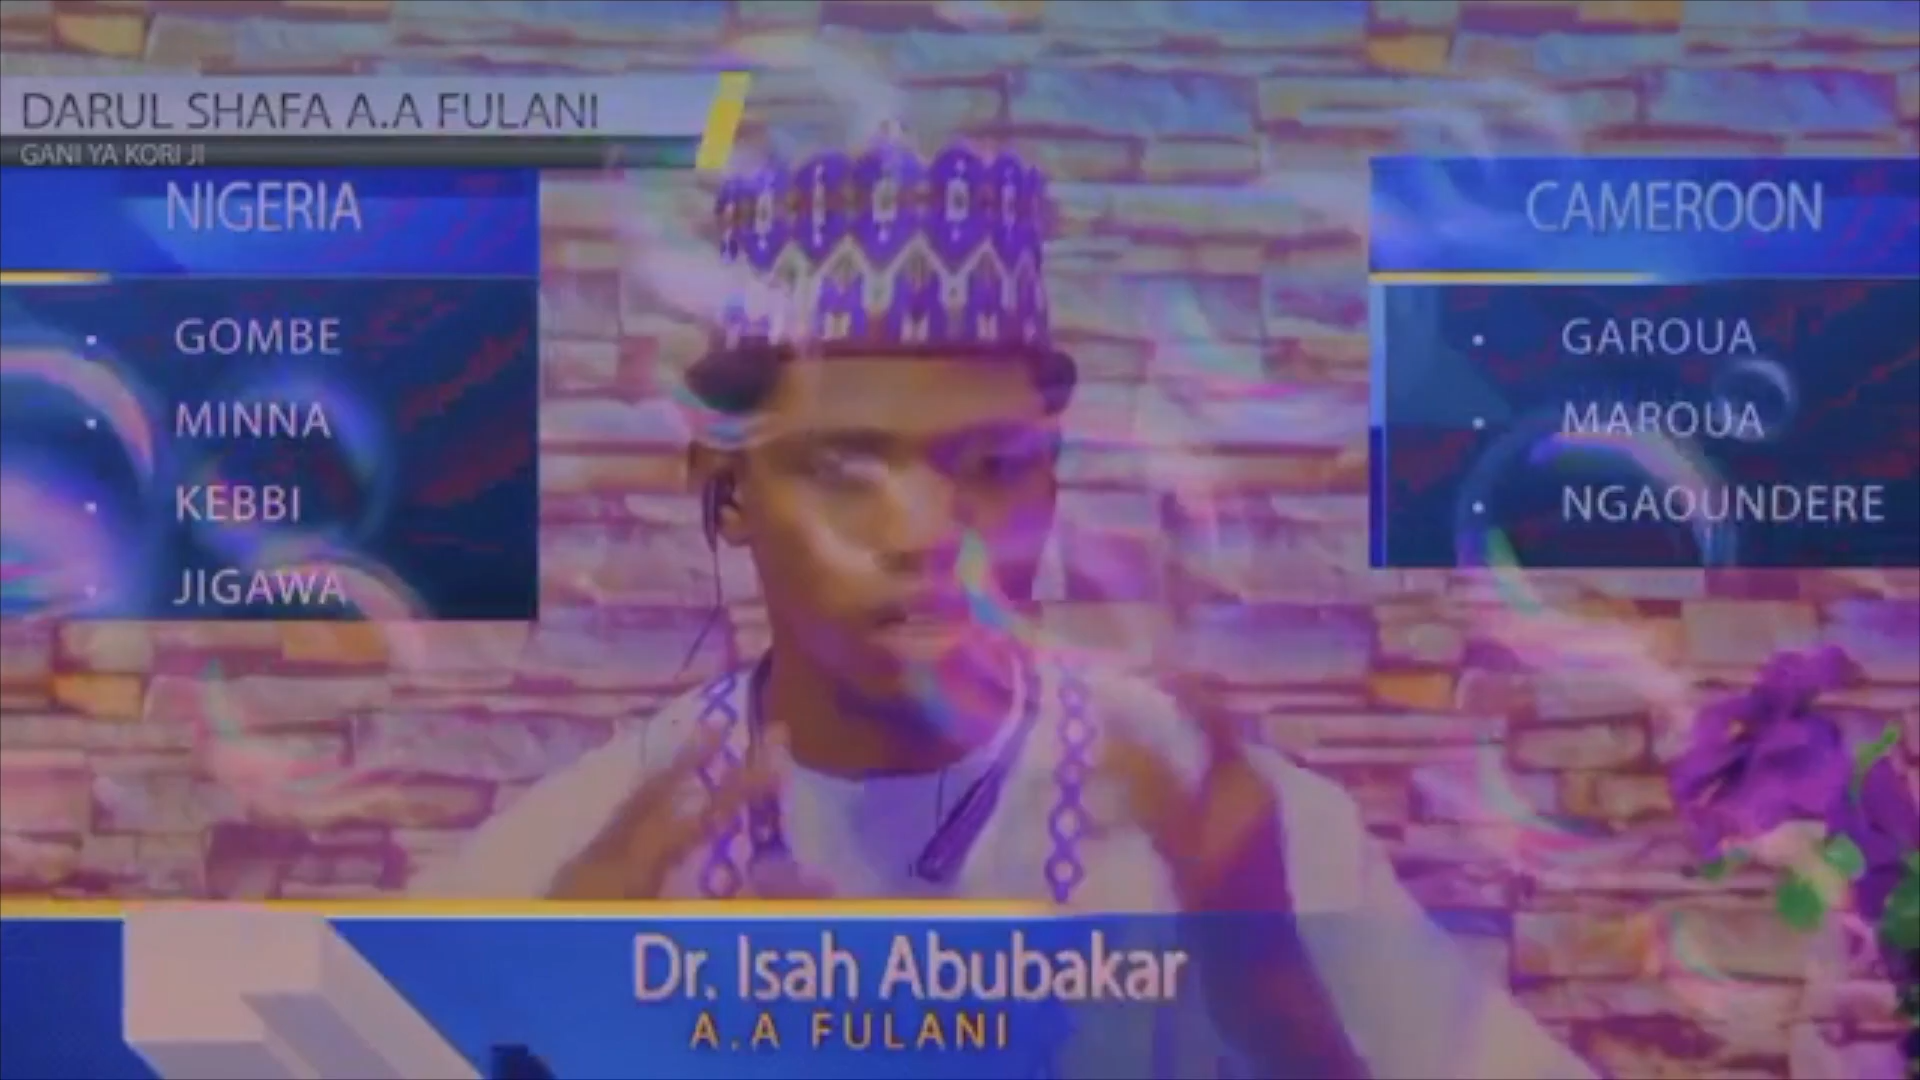 DARUL SHAFA A.A FULANI
GANI YA KORI JI
NIGERIA
GOMBE
MINNA
KEBBI
JIGAWA
CAMEROON
GAROUA
MAROUA
NGAOUNDERE
Dr. Isah Abubakar
A.A FULANI